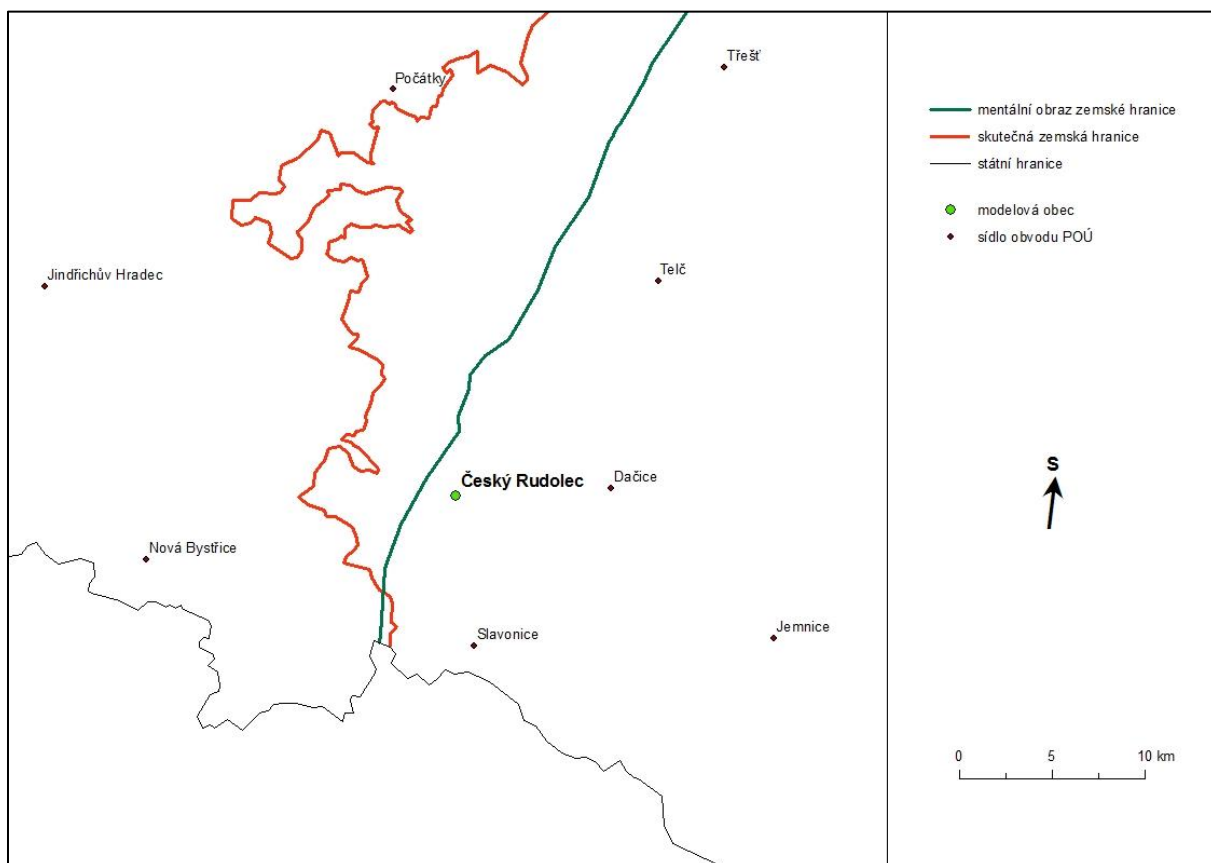 Třešť
Počátky
Jindřichův Hradec
Telč
Český Rudolec
Dačice
Nová Bystřice
Slavonice
Jemnice
mentální obraz zemské hranice
skutečná zemská hranice
státní hranice
modelová obec
sídlo obvodu POÚ
S
0 5 10 km